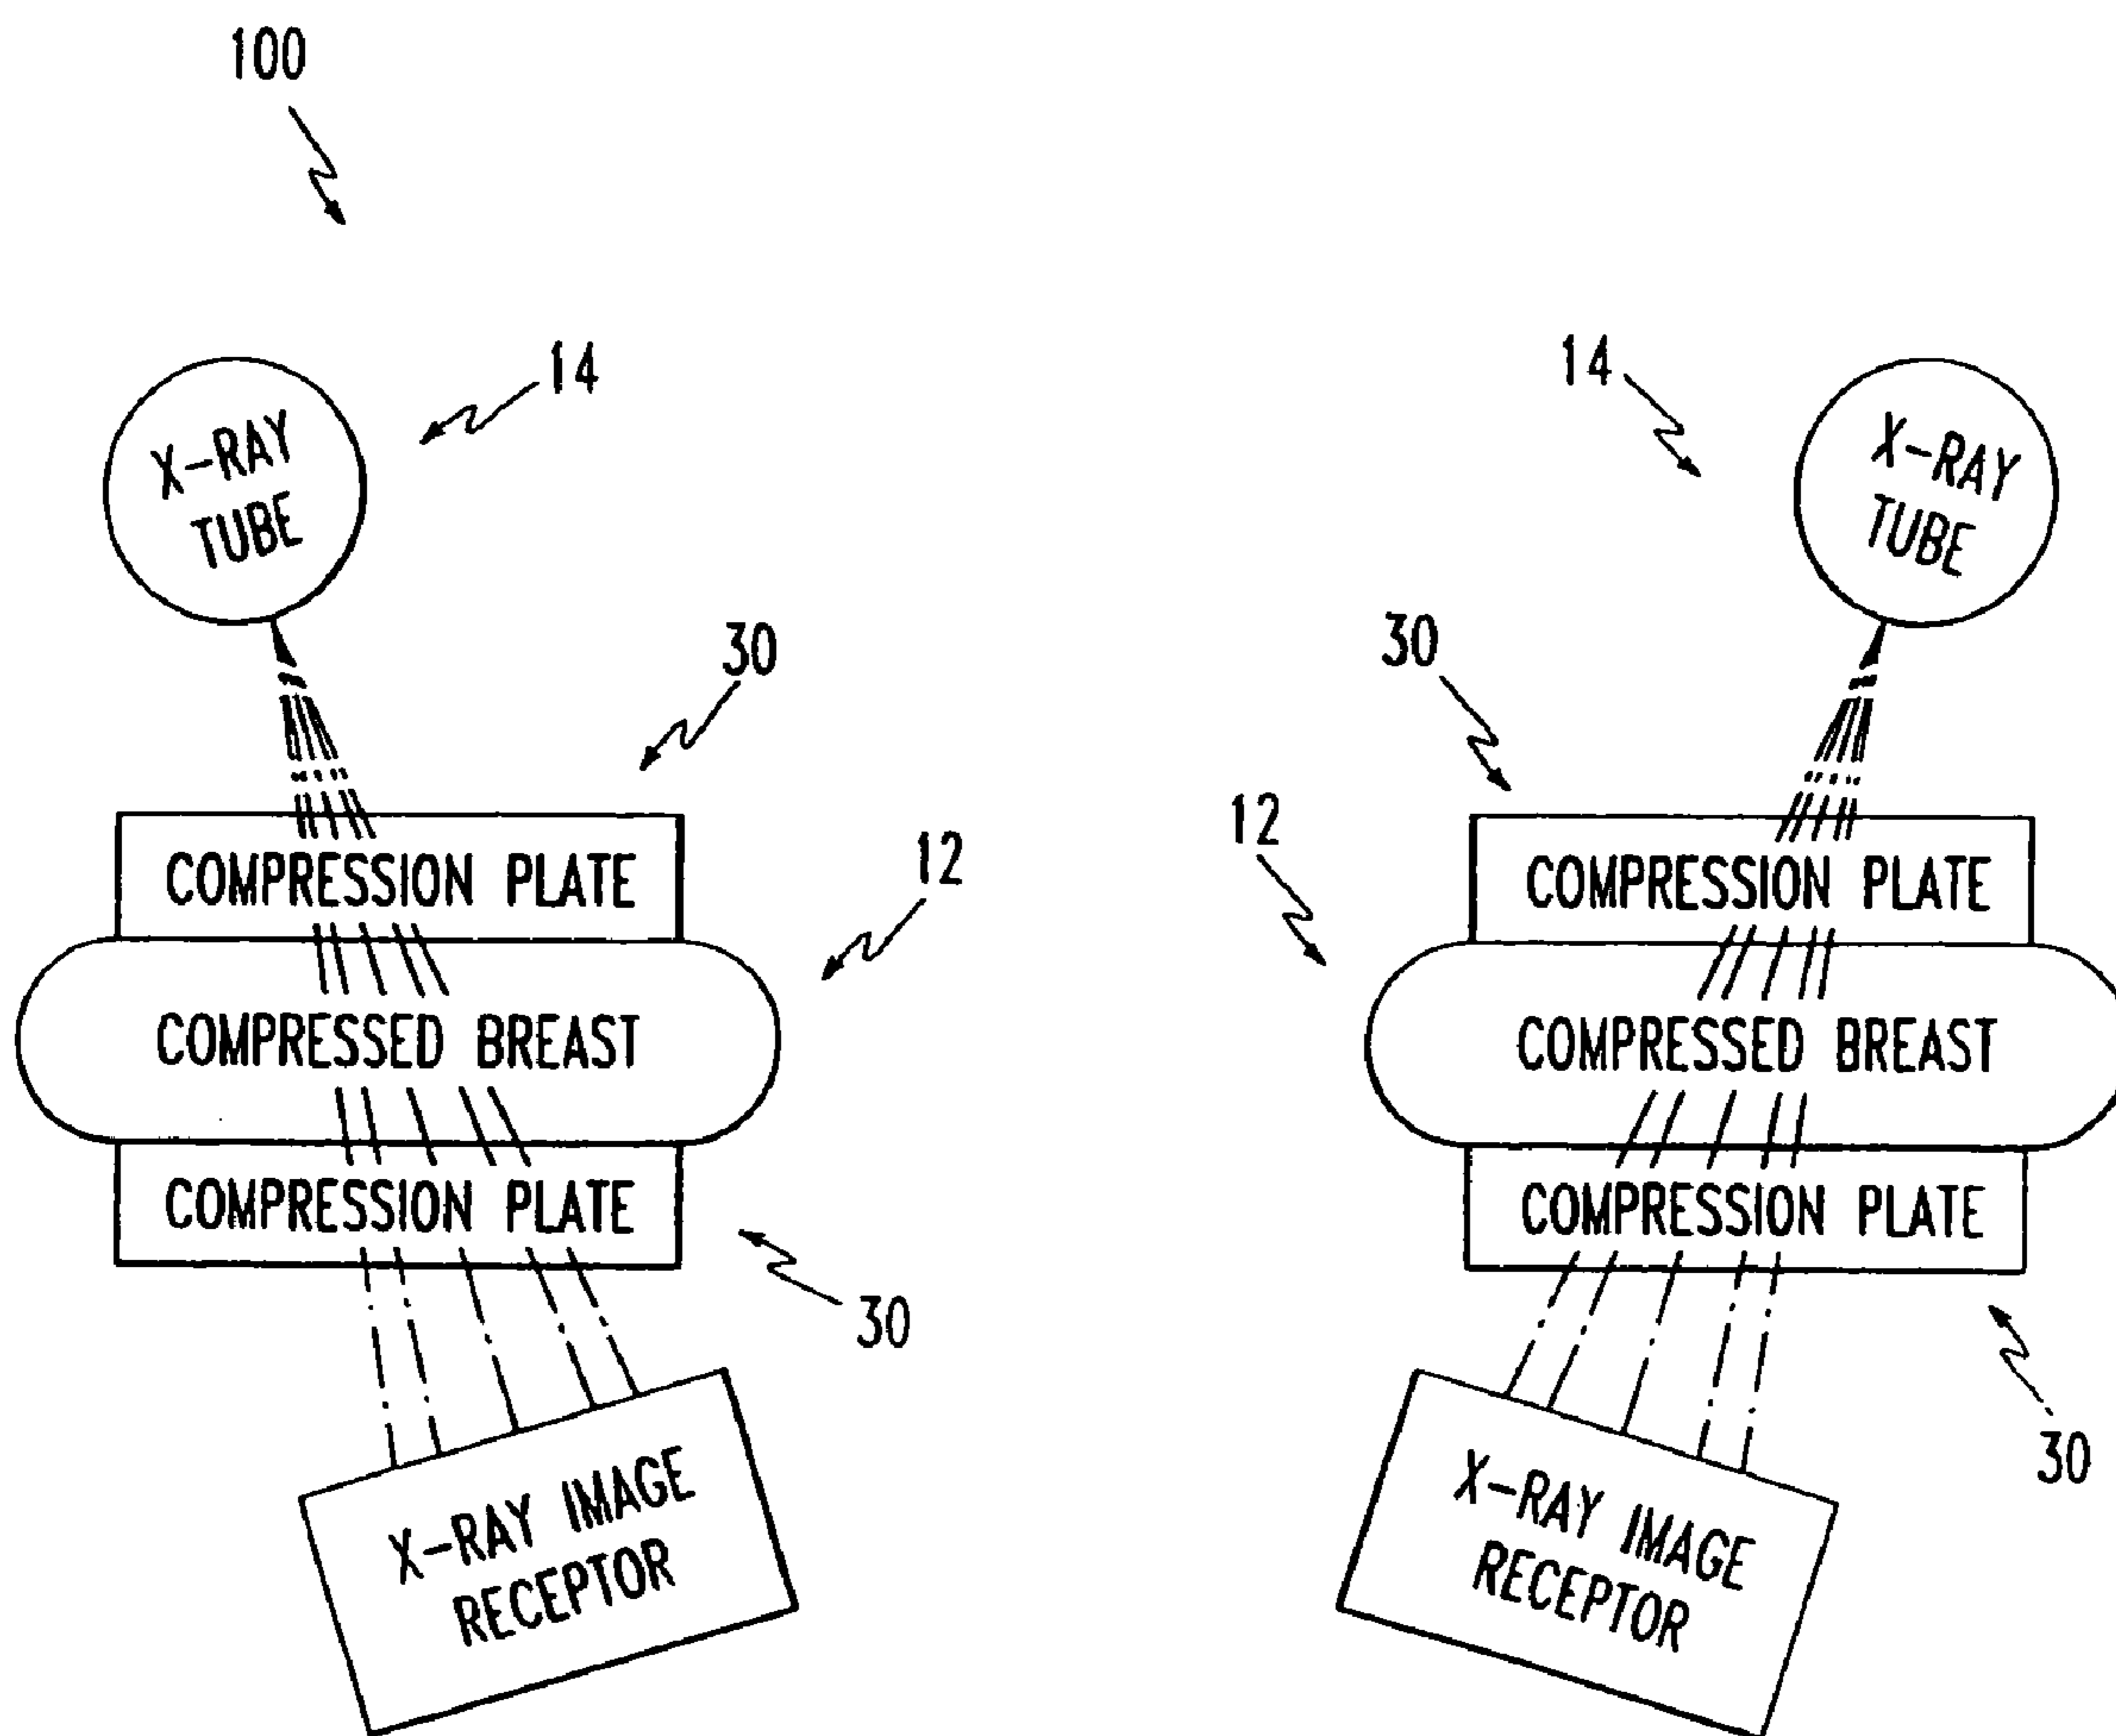 100
14
X-RAY
TUBE
30
COMPRESSION PLATE
12
COMPRESSED BREAST
COMPRESSION PLATE
30
X-RAY IMAGE
RECEPTOR
14
X-RAY
TUBE
30
12
COMPRESSION PLATE
COMPRESSED BREAST
COMPRESSION PLATE
30
X-RAY IMAGE
RECEPTOR